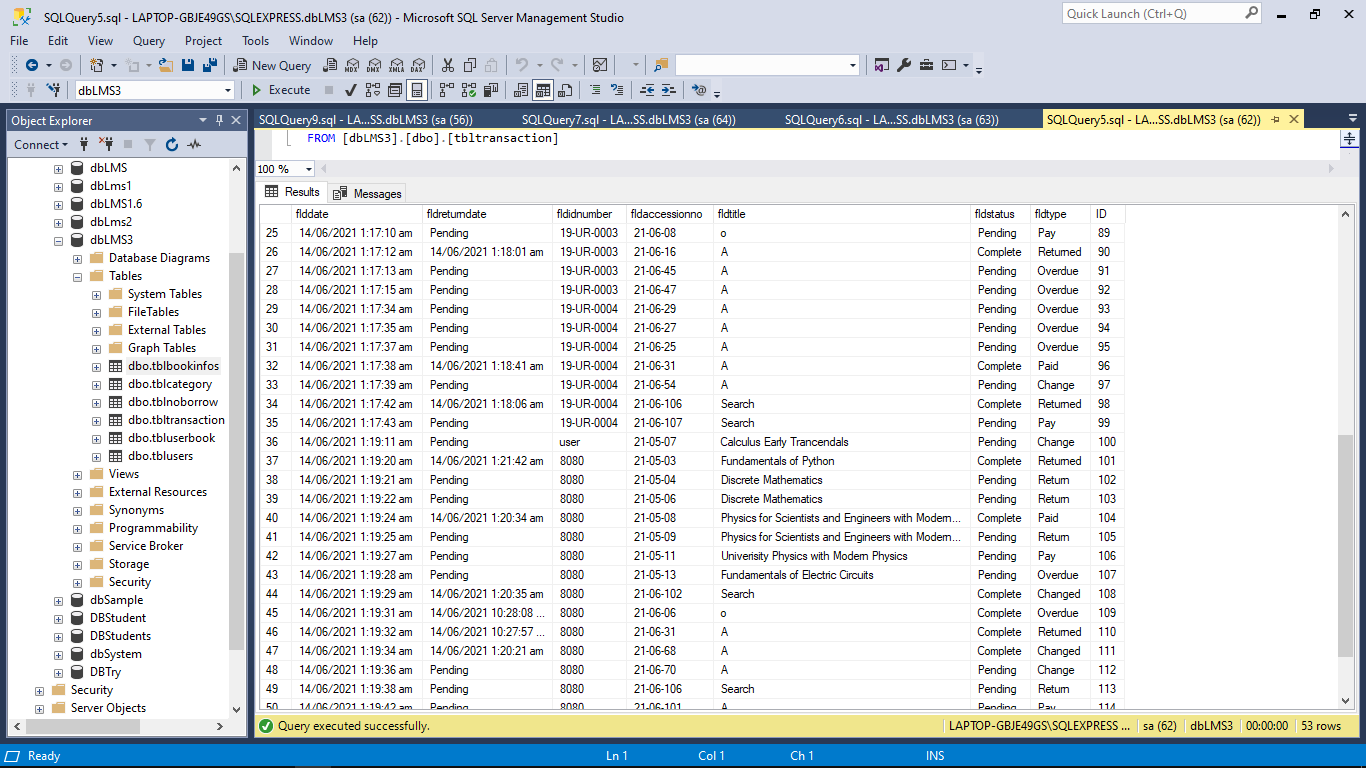 SQLQuery5.sql - LAPTOP-GBJE49GS\SQLEXPRESS.dbLMS3 (sa (62)) - Microsoft SQL Server Management Studio
Quick Launch (Ctrl+Q)
File Edit View Query Project Tools Window Help
New Query MDX DMX XMLA DAX
dbLMS3 Execute
Object Explorer
Connect
dbLMS
dbLms1
dbLMS1.6
dbLms2
dbLMS3
Database Diagrams
Tables
System Tables
FileTables
External Tables
Graph Tables
dbo.tblbookinfos
dbo.tblcategory
dbo.tblnoborrow
dbo.tbltransaction
dbo.tbluserbook
dbo.tblusers
Views
External Resources
Synonyms
Programmability
Service Broker
Storage
Security
dbSample
DBStudent
DBStudents
dbSystem
DBTry
Security
Server Objects
SQLQuery9.sql - LA...SS.dbLMS3 (sa (56)) SQLQuery7.sql - LA...SS.dbLMS3 (sa (64)) SQLQuery6.sql - LA...SS.dbLMS3 (sa (63)) SQLQuery5.sql - LA...SS.dbLMS3 (sa (62))
FROM [dbLMS3].[dbo].[tbltransaction]
100 %
Results Messages
flddate fldreturndate fldidnumber fldaccessionno fldtitle fldstatus fldtype ID
25 14/06/2021 1:17:10 am Pending 19-UR-0003 21-06-08 o Pending Pay 89
26 14/06/2021 1:17:12 am 14/06/2021 1:18:01 am 19-UR-0003 21-06-16 A Complete Returned 90
27 14/06/2021 1:17:13 am Pending 19-UR-0003 21-06-45 A Pending Overdue 91
28 14/06/2021 1:17:15 am Pending 19-UR-0003 21-06-47 A Pending Overdue 92
29 14/06/2021 1:17:34 am Pending 19-UR-0004 21-06-29 A Pending Overdue 93
30 14/06/2021 1:17:35 am Pending 19-UR-0004 21-06-27 A Pending Overdue 94
31 14/06/2021 1:17:37 am Pending 19-UR-0004 21-06-25 A Pending Overdue 95
32 14/06/2021 1:17:38 am 14/06/2021 1:18:41 am 19-UR-0004 21-06-31 A Complete Paid 96
33 14/06/2021 1:17:39 am Pending 19-UR-0004 21-06-54 A Pending Change 97
34 14/06/2021 1:17:42 am 14/06/2021 1:18:06 am 19-UR-0004 21-06-106 Search Complete Returned 98
35 14/06/2021 1:17:43 am Pending 19-UR-0004 21-06-107 Search Pending Pay 99
36 14/06/2021 1:19:11 am Pending user 21-05-07 Calculus Early Trancendals Pending Change 100
37 14/06/2021 1:19:20 am 14/06/2021 1:21:42 am 8080 21-05-03 Fundamentals of Python Complete Returned 101
38 14/06/2021 1:19:21 am Pending 8080 21-05-04 Discrete Mathematics Pending Return 102
39 14/06/2021 1:19:22 am Pending 8080 21-05-06 Discrete Mathematics Pending Return 103
40 14/06/2021 1:19:24 am 14/06/2021 1:20:34 am 8080 21-05-08 Physics for Scientists and Engineers with Modern... Complete Paid 104
41 14/06/2021 1:19:25 am Pending 8080 21-05-09 Physics for Scientists and Engineers with Modern... Pending Return 105
42 14/06/2021 1:19:27 am Pending 8080 21-05-11 Univerisity Physics with Modern Physics Pending Pay 106
43 14/06/2021 1:19:28 am Pending 8080 21-05-13 Fundamentals of Electric Circuits Pending Overdue 107
44 14/06/2021 1:19:29 am 14/06/2021 1:20:35 am 8080 21-06-102 Search Complete Changed 108
45 14/06/2021 1:19:31 am 14/06/2021 10:28:08 ... 8080 21-06-06 o Complete Overdue 109
46 14/06/2021 1:19:32 am 14/06/2021 10:27:57 ... 8080 21-06-31 A Complete Returned 110
47 14/06/2021 1:19:34 am 14/06/2021 1:20:21 am 8080 21-06-68 A Complete Changed 111
48 14/06/2021 1:19:36 am Pending 8080 21-06-70 A Pending Change 112
49 14/06/2021 1:19:38 am Pending 8080 21-06-106 Search Pending Return 113
50 14/06/2021 1:19:42 am Pending 8080 21-06-101 A Pending Pay 114
Query executed successfully. LAPTOP-GBJE49GS\SQLEXPRESS ... sa (62) dbLMS3 00:00:00 53 rows
Ready Ln 1 Col 1 Ch 1 INS